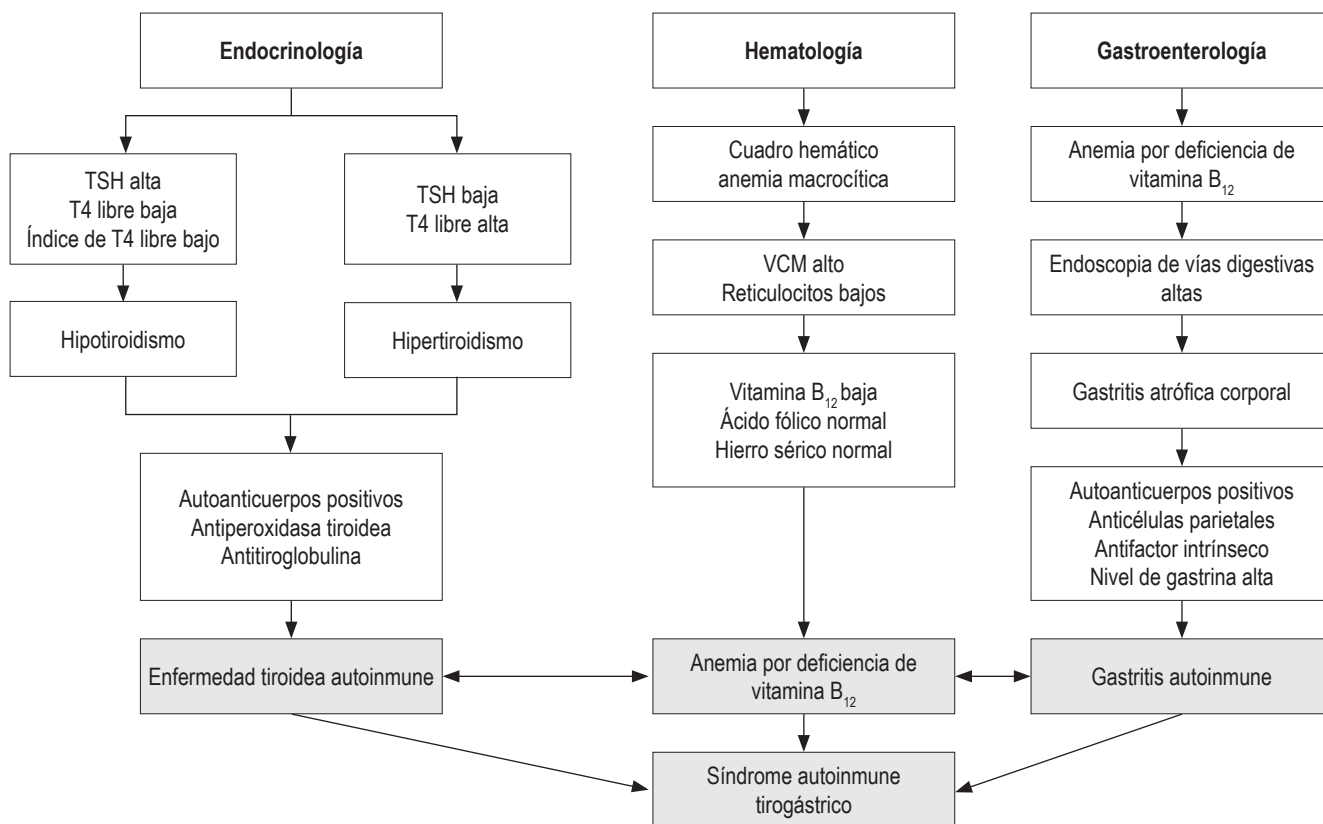 Endocrinología
TSH alta
T4 libre baja
Índice de T4 libre bajo
TSH baja
T4 libre alta
Hipotiroidismo
Hipertiroidismo
Autoanticuerpos positivos
Antiperoxidasa tiroidea
Antitiroglobulina
Enfermedad tiroidea autoinmune
Hematología
Cuadro hemático
anemia macrocítica
VCM alto
Reticulocitos bajos
Vitamina B12 baja
Ácido fólico normal
Hierro sérico normal
Anemia por deficiencia de
vitamina B12
Gastroenterología
Anemia por deficiencia de
vitamina B12
Endoscopia de vías digestivas
altas
Gastritis atrófica corporal
Autoanticuerpos positivos
Anticélulas parietales
Antifactor intrínseco
Nivel de gastrina alta
Gastritis autoinmune
Síndrome autoinmune
tirogástrico